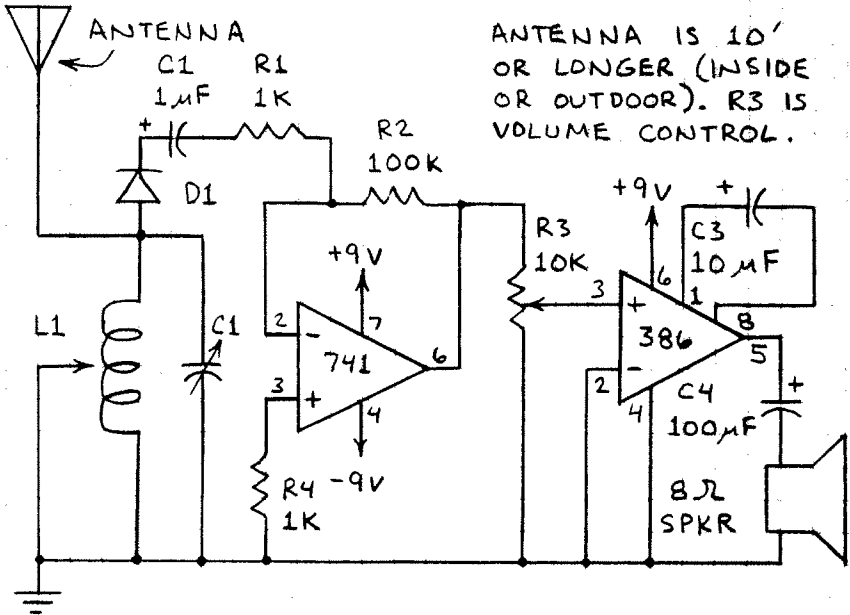 ANTENNA
ANTENNA IS 10'
OR LONGER (INSIDE
OR OUTDOOR). R3 IS
VOLUME CONTROL.
C1
1µF
R1
1K
+
D1
R2
100K
L1
C1
+9V
2
-
7
741
6
3
+
4
-9V
R4
1K
R3
10K
+9V
6
C3
10µF
+
1
3
+
386
8
5
2
-
4
C4
100µF
+
8Ω
SPKR